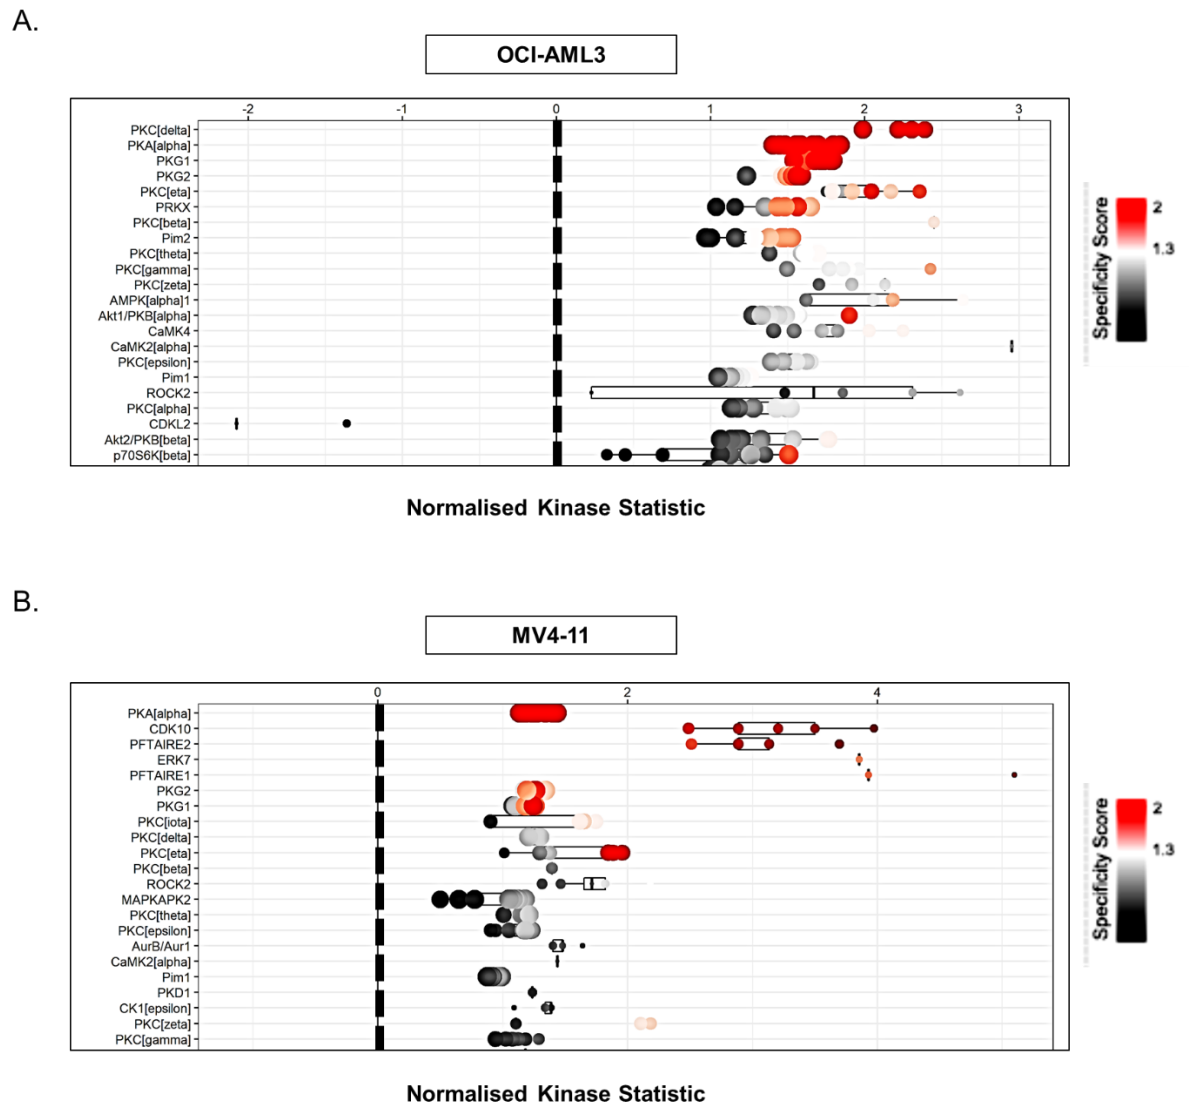 A.
OCI-AML3
-2 -1 0 1 2 3
PKC[delta]
PKA[alpha]
PKG1
PKG2
PKC[eta]
PRKX
PKC[beta]
Pim2
PKC[theta]
PKC[gamma]
PKC[zeta]
AMPK[alpha]1
Akt1/PKB[alpha]
CaMK4
CaMK2[alpha]
PKC[epsilon]
Pim1
ROCK2
PKC[alpha]
CDKL2
Akt2/PKB[beta]
p70S6K[beta]
Specificity Score
2
1.3
Normalised Kinase Statistic
B.
MV4-11
0 2 4
PKA[alpha]
CDK10
PFTAIRE2
ERK7
PFTAIRE1
PKG2
PKG1
PKC[iota]
PKC[delta]
PKC[eta]
PKC[beta]
ROCK2
MAPKAPK2
PKC[theta]
PKC[epsilon]
AurB/Aur1
CaMK2[alpha]
Pim1
PKD1
CK1[epsilon]
PKC[zeta]
PKC[gamma]
Specificity Score
2
1.3
Normalised Kinase Statistic